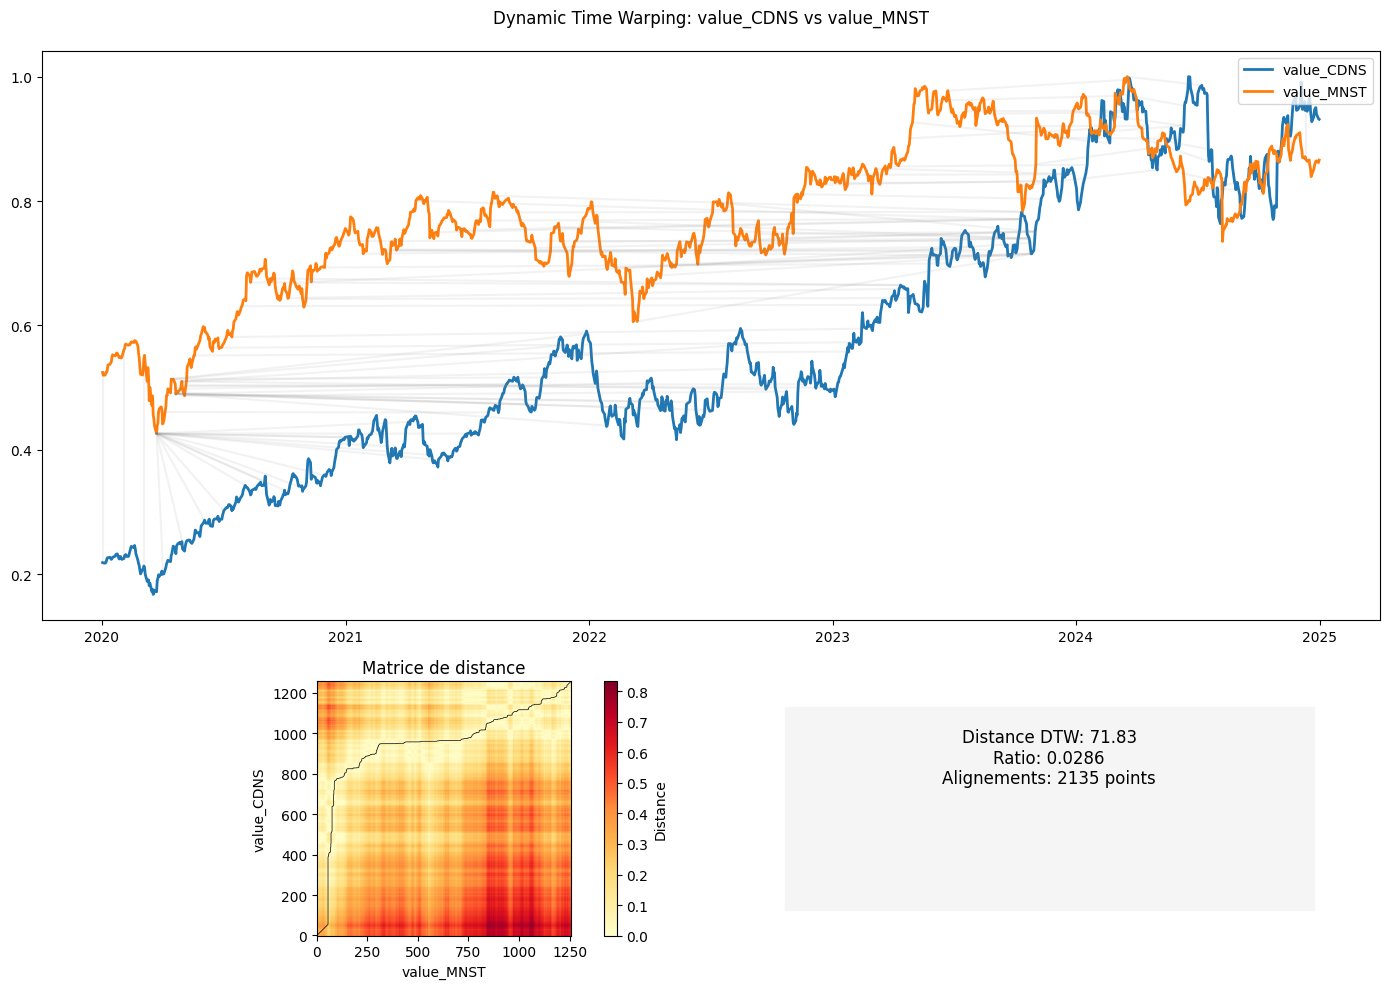 Dynamic Time Warping: value_CDNS vs value_MNST
value_CDNS
value_MNST
1.0
0.8
0.6
0.4
0.2
2020 2021 2022 2023 2024 2025
Matrice de distance
value_CDNS
1200
1000
800
600
400
200
0
0 250 500 750 1000 1250
value_MNST
0.8
0.7
0.6
0.5
0.4
0.3
0.2
0.1
0.0
Distance
Distance DTW: 71.83
Ratio: 0.0286
Alignements: 2135 points